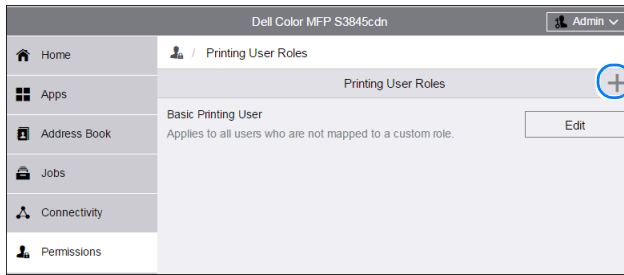 Dell Color MFP S3845cdn
Admin
Home
/ Printing User Roles
Apps
Printing User Roles
Address Book
Basic Printing User
Applies to all users who are not mapped to a custom role.
Edit
Jobs
Connectivity
Permissions